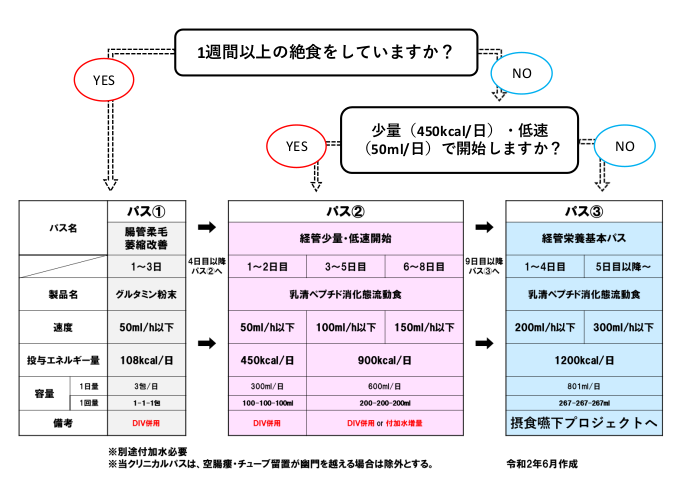 1週間以上の絶食をしていますか？
YES
NO
少量（450kcal/日）・低速
（50ml/日）で開始しますか？
YES
NO
パス名
パス①
腸管柔毛
萎縮改善
4日目以降
パス②へ
パス②
経管少量・低速開始
9日目以降
パス③へ
パス③
経管栄養基本パス
1～3日
1～2日目
3～5日目
6～8日目
1～4日目
5日目以降～
製品名
グルタミン粉末
乳清ペプチド消化態流動食
乳清ペプチド消化態流動食
速度
50ml/h以下
50ml/h以下
100ml/h以下
150ml/h以下
200ml/h以下
300ml/h以下
投与エネルギー量
108kcal/日
450kcal/日
900kcal/日
1200kcal/日
容量
1日量
3包/日
300ml/日
600ml/日
801ml/日
1回量
1-1-1包
100-100-100ml
200-200-200ml
267-267-267ml
備考
DIV併用
DIV併用
DIV併用 or 付加水増量
摂食嚥下プロジェクトへ
※別途付加水必要
※当クリニカルパスは、空腸瘻・チューブ留置が幽門を越える場合は除外とする。
令和2年6月作成